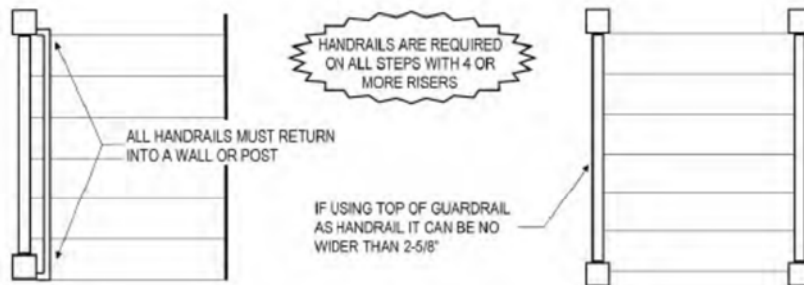 HANDRAILS ARE REQUIRED
ON ALL STEPS WITH 4 OR
MORE RISERS
ALL HANDRAILS MUST RETURN
INTO A WALL OR POST
IF USING TOP OF GUARDRAIL
AS HANDRAIL IT CAN BE NO
WIDER THAN 2-5/8"